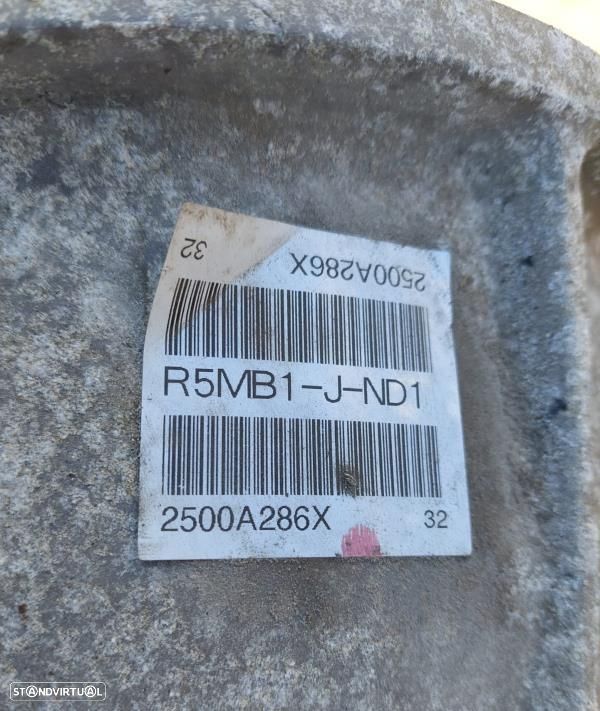 32 2500A286X
R5MB1-J-ND1
2500A286X 32
STANDVIRTUAL